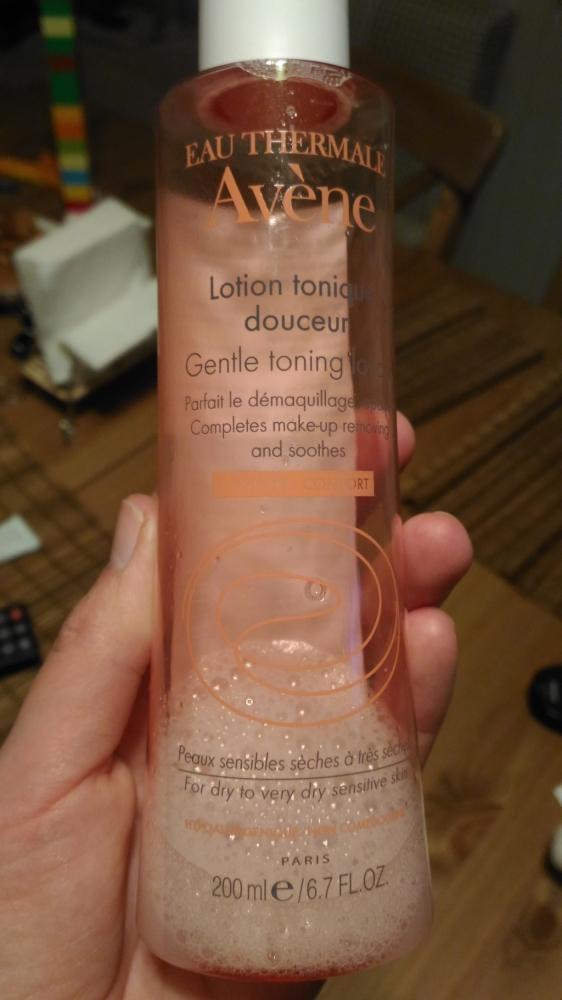 EAU THERMALE
Avène
Lotion tonique
douceur
Gentle toning
Parfait le démaquillage
Completes make-up removing
and soothes
CONFORT
Peaux sensibles sèches à très sèches
For dry to very dry sensitive skin
PARIS
200 ml e / 6.7 FL.OZ.